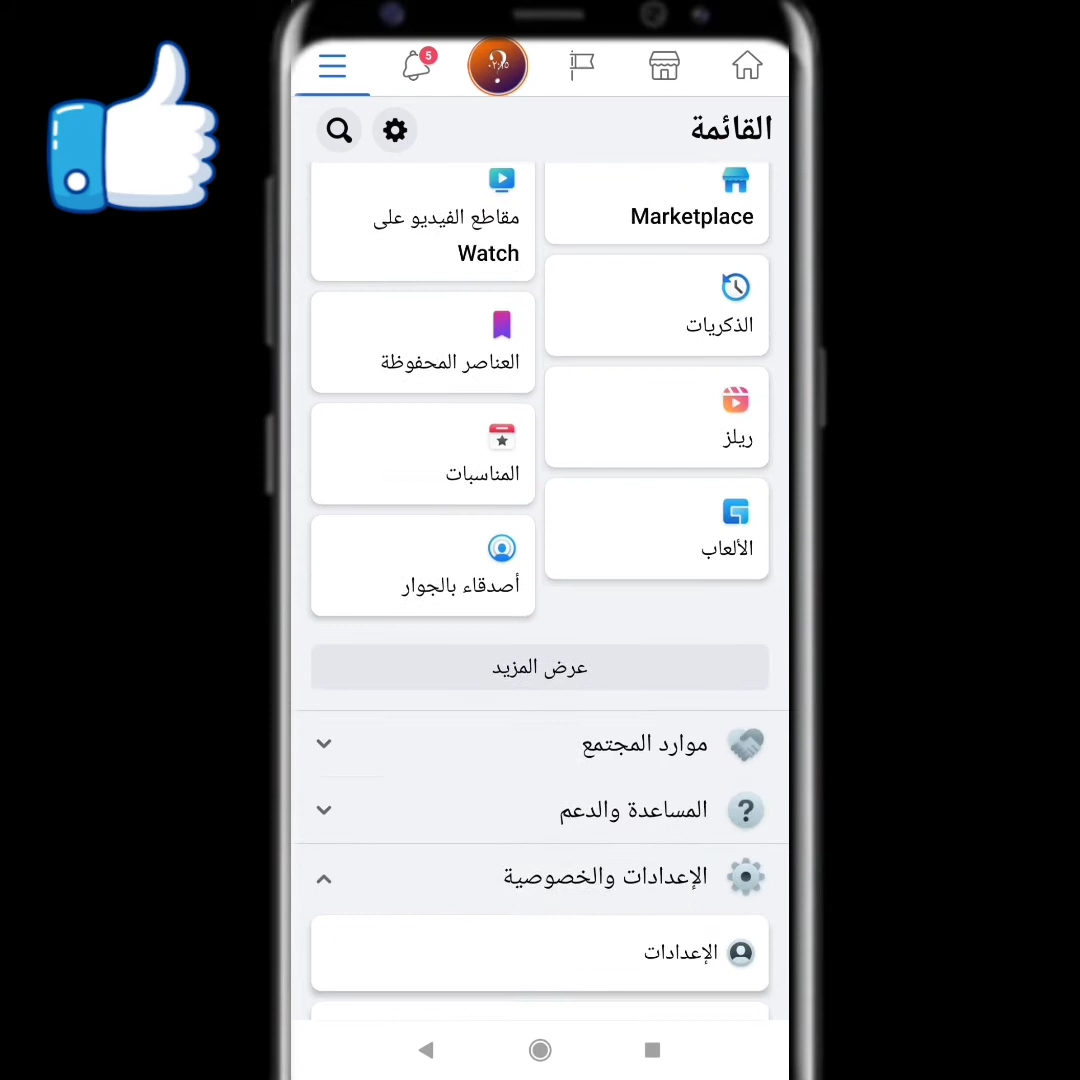 5
القائمة
Marketplace
مقاطع الفيديو على
Watch
الذكريات
العناصر المحفوظة
ريلز
المناسبات
الألعاب
أصدقاء بالجوار
عرض المزيد
موارد المجتمع
المساعدة والدعم
الإعدادات والخصوصية
الإعدادات